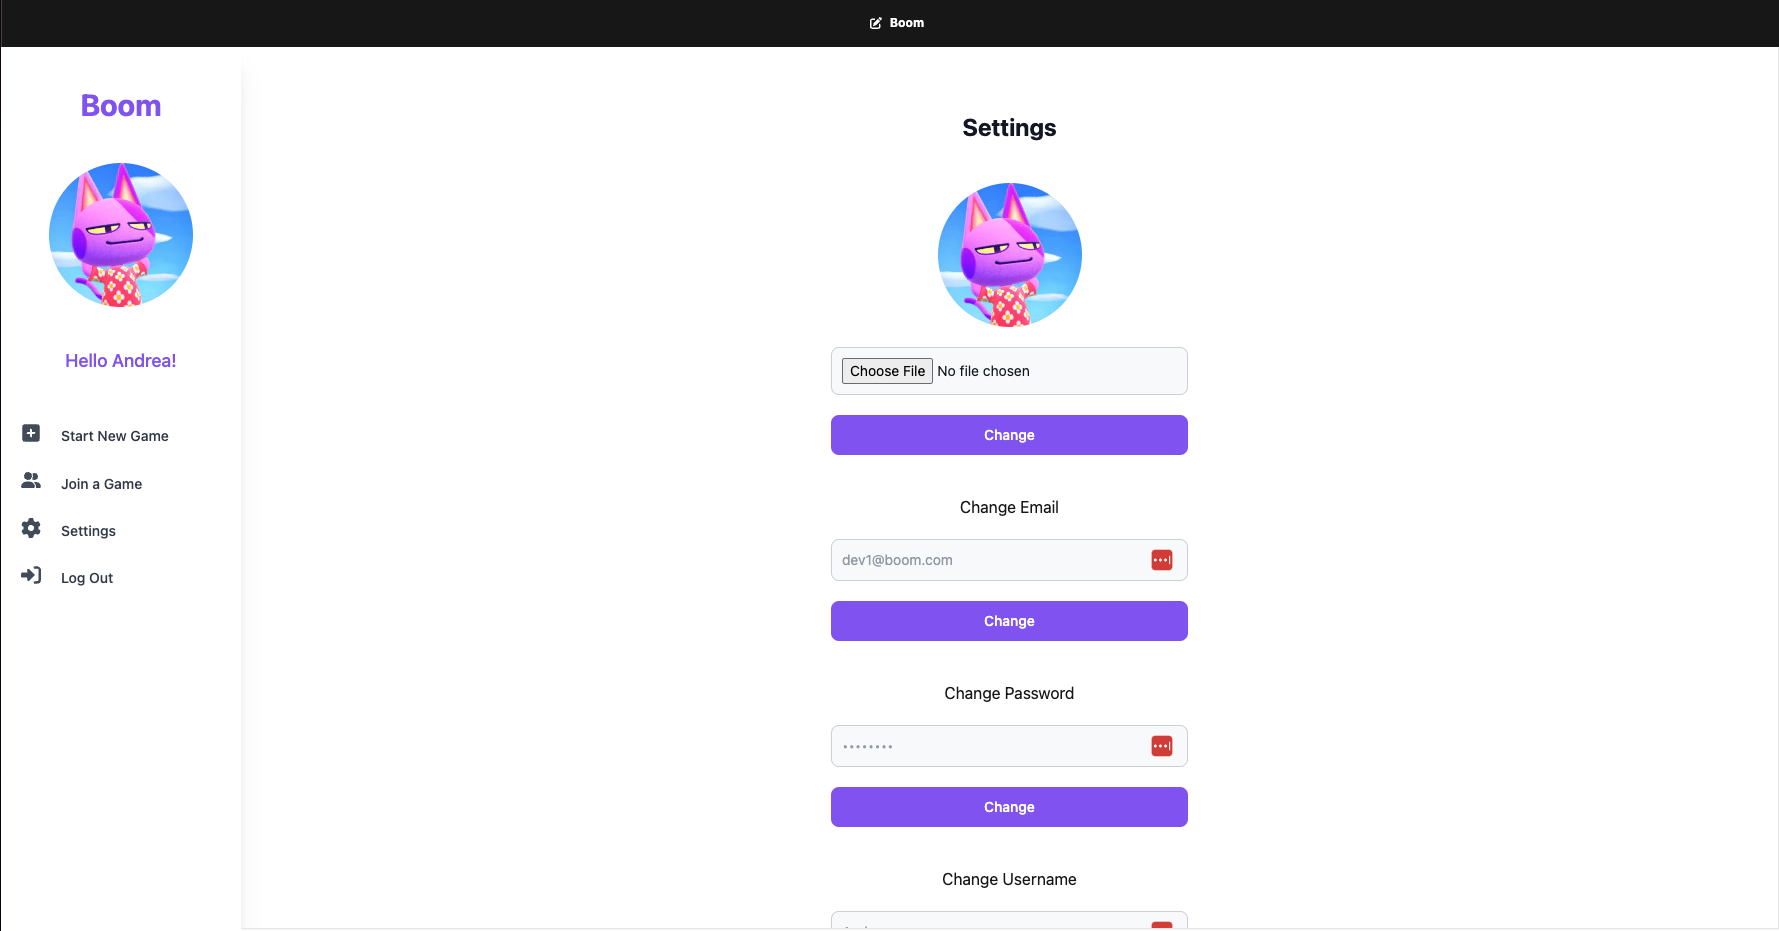 Boom
Boom
Hello Andrea!
Start New Game
Join a Game
Settings
Log Out
Settings
Choose File No file chosen
Change
Change Email
dev1@boom.com
Change
Change Password
••••••••
Change
Change Username